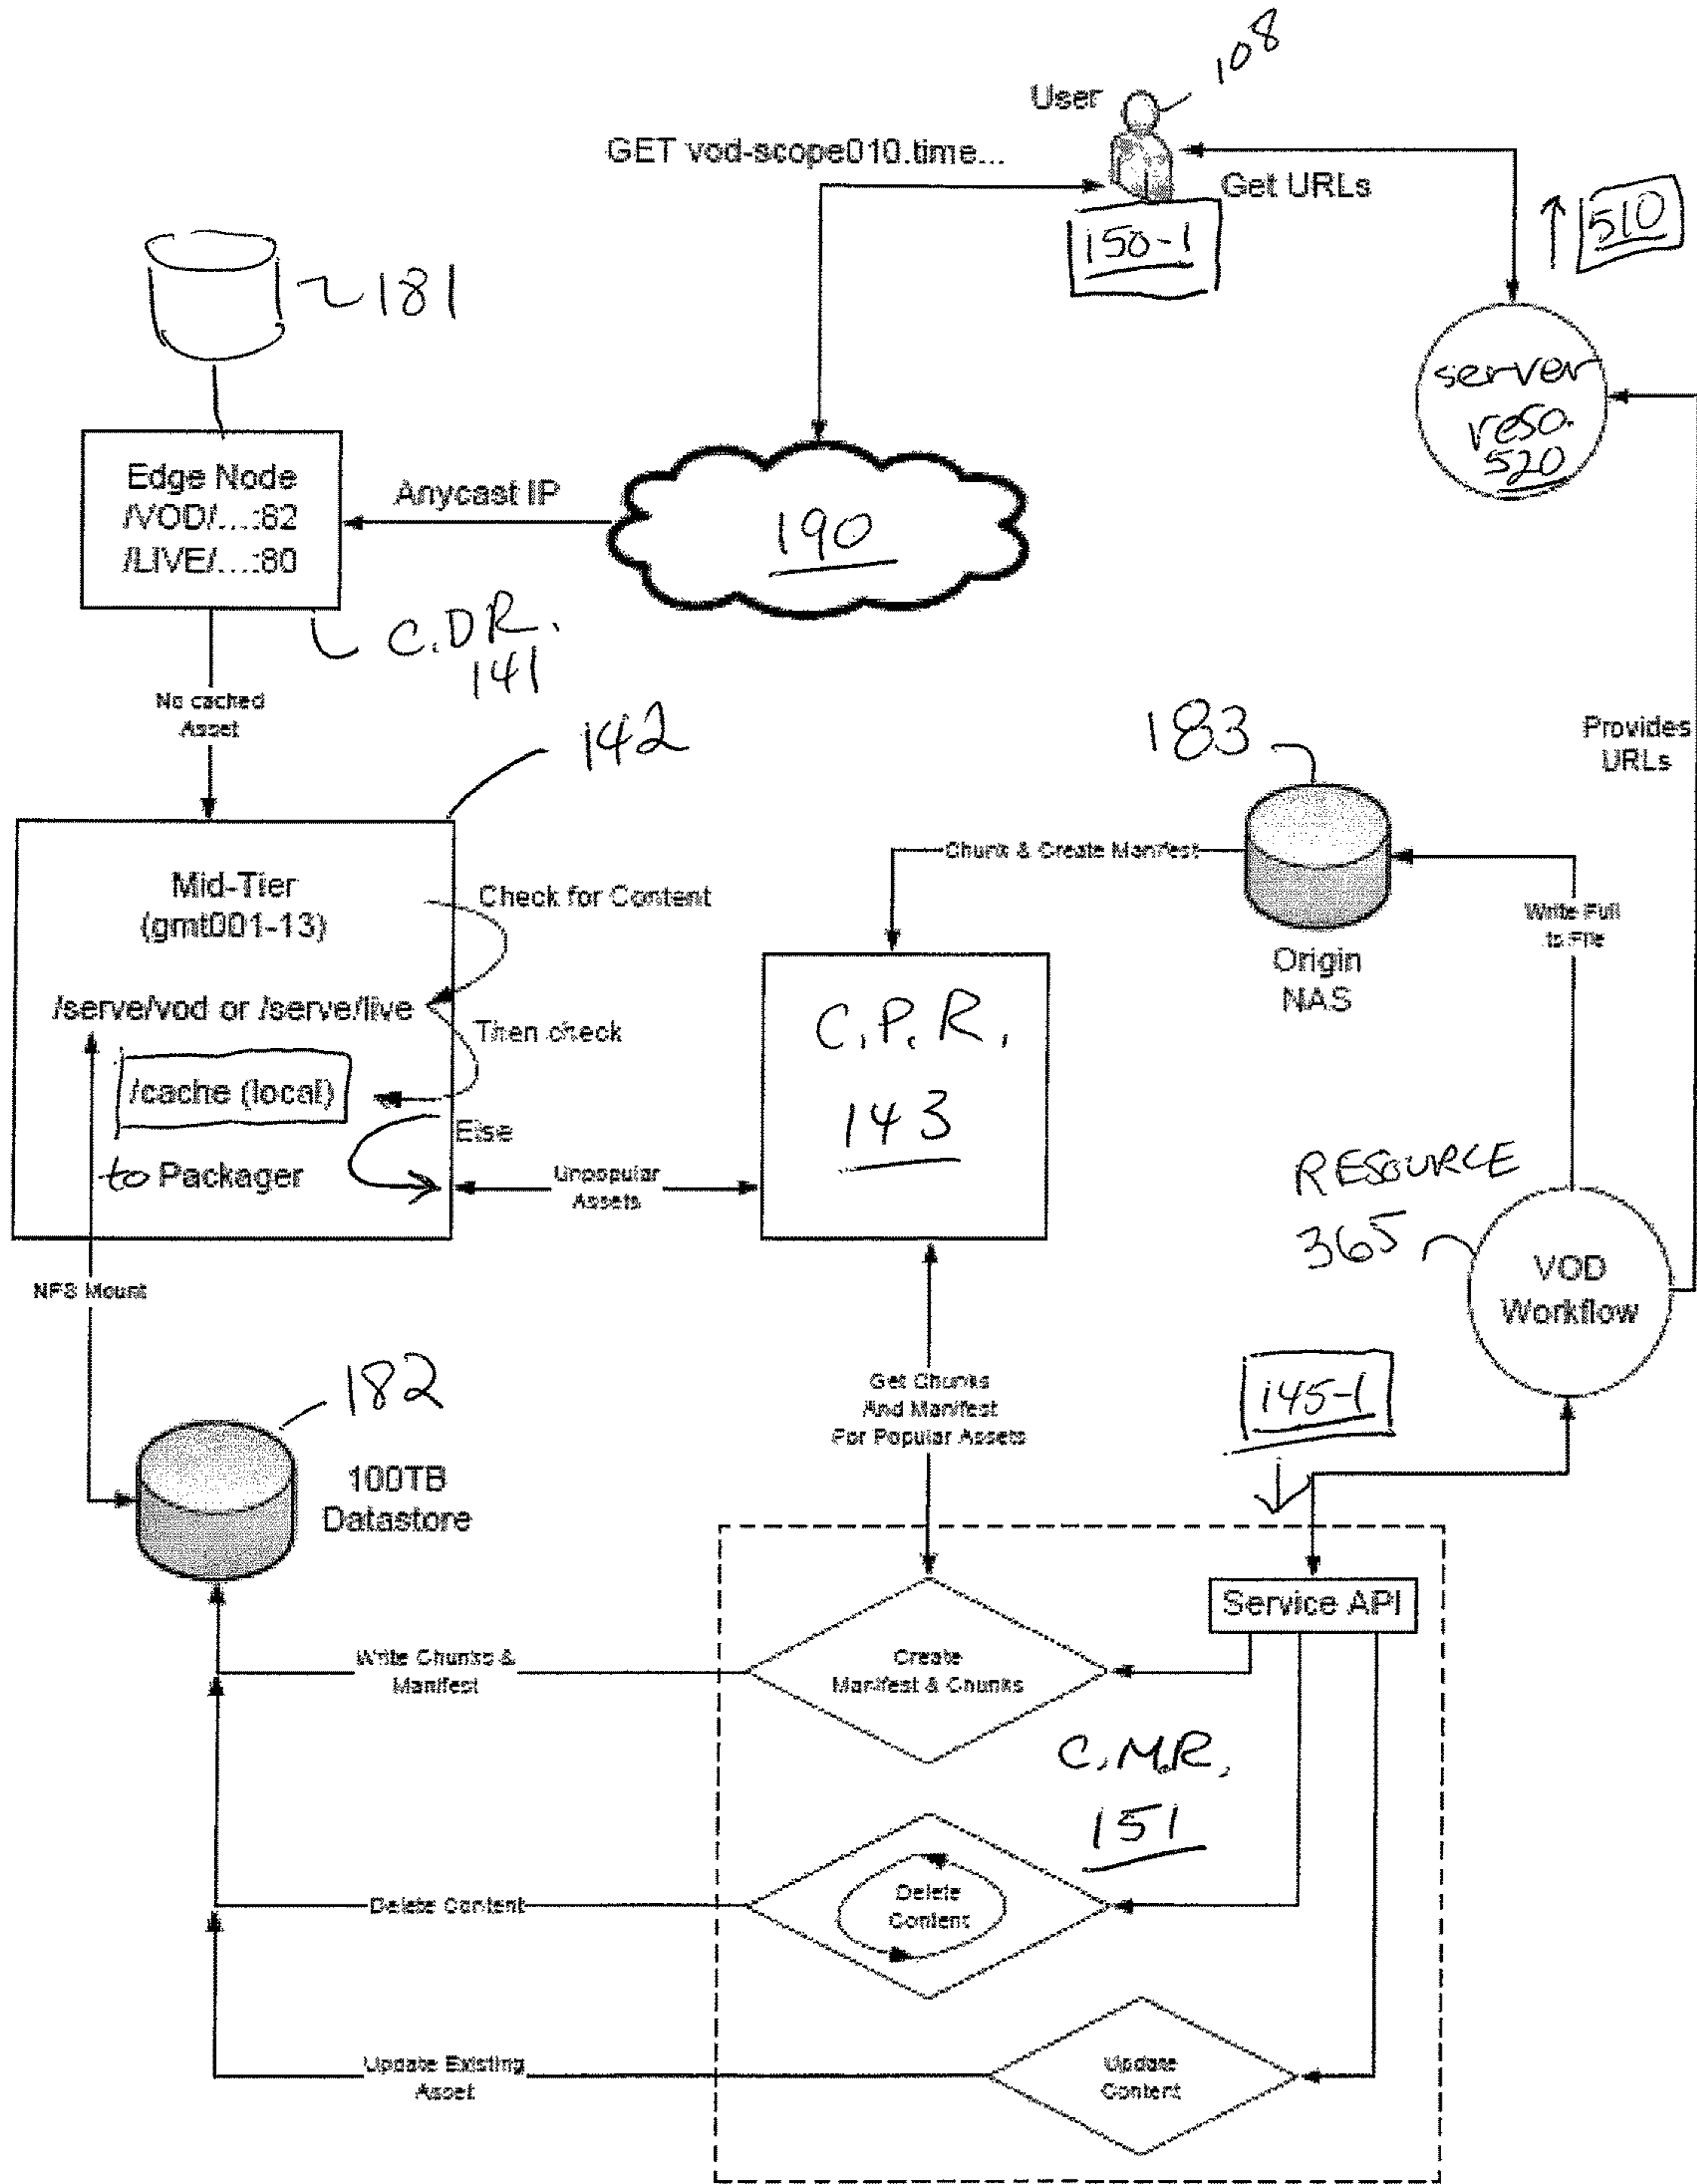 108
User
GET vod-scope010.time...
Get URLs
150-1
510
181
server
reso.
520
Edge Node
/VOD/...:82
/LIVE/...:80
Anycast IP
190
C.D.R.
141
No cached
Asset
142
183
Provides
URLs
Mid-Tier
(gmt001-13)
Check for Content
Chunk & Create Manifest
Write Full
to File
Origin
NAS
/serve/vod or /serve/live
Then check
C.P.R.
143
/cache (local)
Else
to Packager
Unpopular
Assets
RESOURCE
365
VOD
Workflow
NFS Mount
182
Get Chunks
And Manifest
For Popular Assets
145-1
100TB
Datastore
Service API
Write Chunks &
Manifest
Create
Manifest & Chunks
C.M.R.
151
Delete Content
Delete
Content
Update Existing
Asset
Update
Content